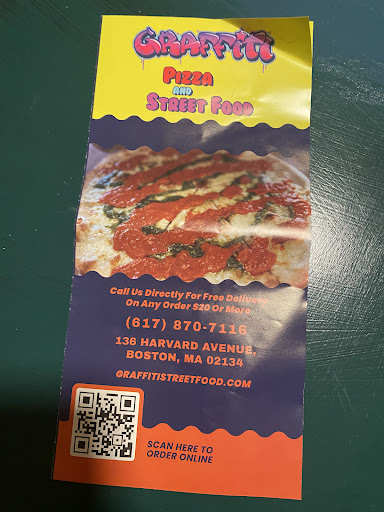 GRAFFITI
PIZZA
AND
STREET FOOD
Call Us Directly For Free Delivery
On Any Order $20 Or More
(617) 870-7116
136 HARVARD AVENUE,
BOSTON, MA 02134
GRAFFITISTREETFOOD.COM
SCAN HERE TO
ORDER ONLINE